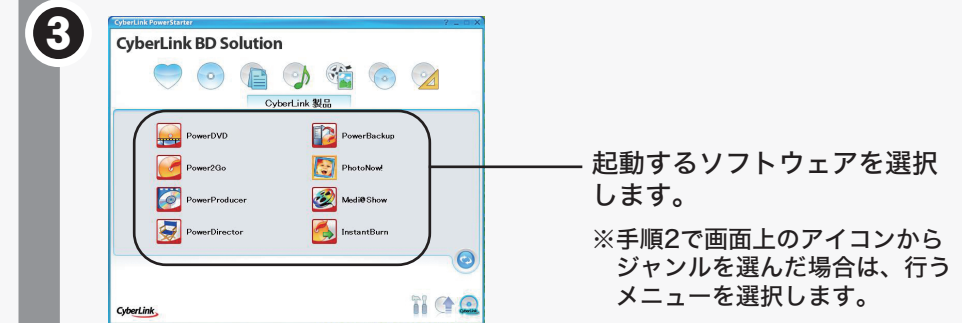 3
CyberLink PowerStarter
CyberLink BD Solution
CyberLink 製品
PowerDVD
PowerBackup
Power2Go
PhotoNow!
PowerProducer
Medi@Show
PowerDirector
InstantBurn
CyberLink
起動するソフトウェアを選択
します。
※手順2で画面上のアイコンから
ジャンルを選んだ場合は、行う
メニューを選択します。